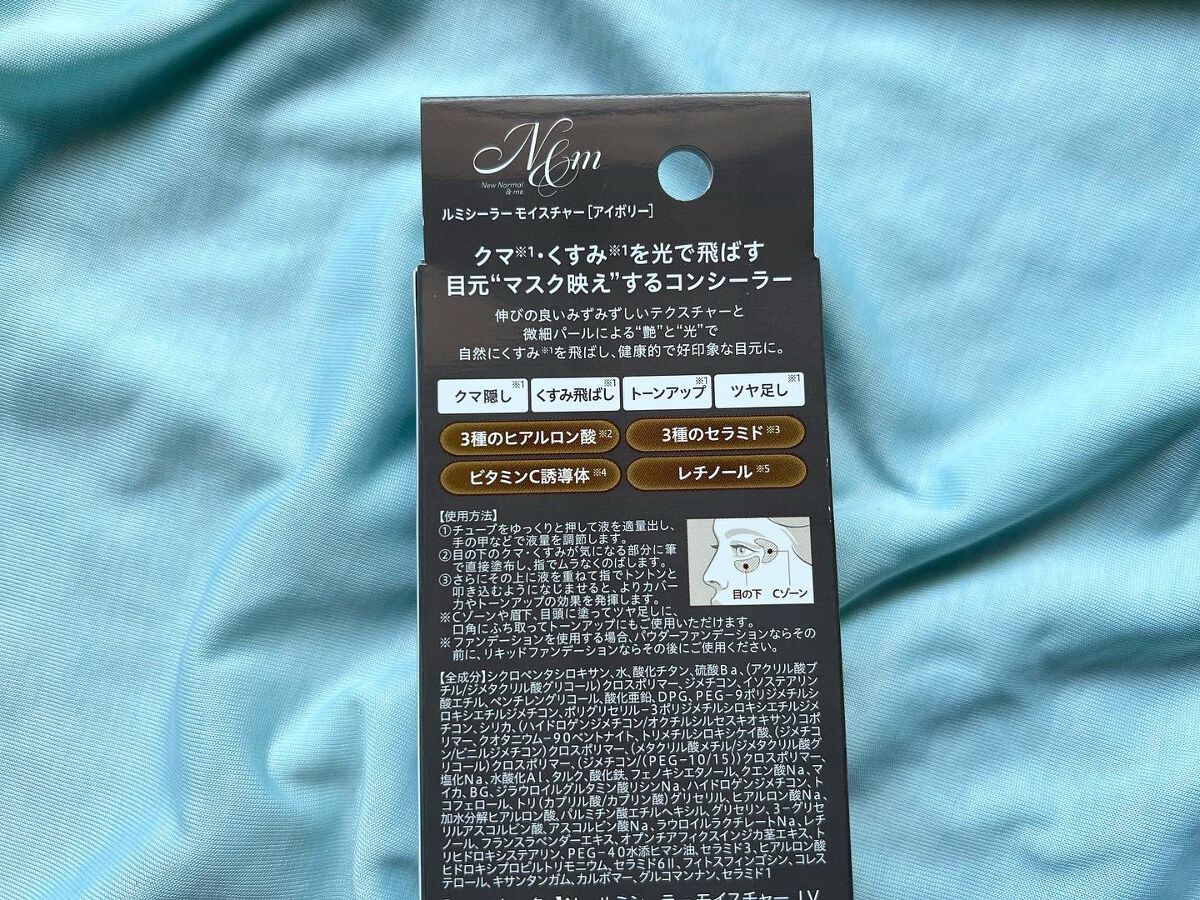 N&m
New Normal
& me
ルミシーラー モイスチャー [アイボリー]
クマ※1・くすみ※1を光で飛ばす
目元“マスク映え”するコンシーラー
伸びの良いみずみずしいテクスチャーと
微細パールによる“艶”と“光”で
自然にくすみ※1を飛ばし、健康的で好印象な目元に。
クマ隠し※1 くすみ飛ばし※1 トーンアップ※1 ツヤ足し※1
3種のヒアルロン酸※2 3種のセラミド※3
ビタミンC誘導体※4 レチノール※5
【使用方法】
①チューブをゆっくりと押して液を適量出し、
手の甲などで液量を調節します。
②目の下のクマ・くすみが気になる部分に筆
で直接塗布し、指でムラなくのばします。
③さらにその上に液を重ねて指でトントンと
叩き込むようになじませると、よりカバー
力やトーンアップの効果を発揮します。
目の下 Cゾーン
※Cゾーンや眉下、目頭に塗ってツヤ足しに、
口角にふち取ってトーンアップにもご使用いただけます。
※ファンデーションを使用する場合、パウダーファンデーションならその
前に、リキッドファンデーションならその後にご使用ください。
【全成分】シクロペンタシロキサン、水、酸化チタン、硫酸Ba、(アクリル酸ブ
チル/ジメタクリル酸グリコール)クロスポリマー、ジメチコン、イソステアリン
酸エチル、ペンチレングリコール、酸化亜鉛、DPG、PEG-9ポリジメチルシ
ロキシエチルジメチコン、ポリグリセリル-3ポリジメチルシロキシエチルジメ
チコン、シリカ、(ハイドロゲンジメチコン/オクチルシルセスキオキサン)コポ
リマー、クオタニウム-90ベントナイト、トリメチルシロキシケイ酸、(ジメチコ
ン/ビニルジメチコン)クロスポリマー、(メタクリル酸メチル/ジメタクリル酸グ
リコール)クロスポリマー、(ジメチコン/(PEG-10/15))クロスポリマー、
塩化Na、水酸化Al、タルク、酸化鉄、フェノキシエタノール、クエン酸Na、マ
イカ、BG、ジラウロイルグルタミン酸リシンNa、ハイドロゲンジメチコン、ト
コフェロール、トリ(カプリル酸/カプリン酸)グリセリル、ヒアルロン酸Na、
加水分解ヒアルロン酸、パルミチン酸エチルヘキシル、グリセリン、3-グリセ
リルアスコルビン酸、アスコルビン酸Na、ラウロイルラクチレートNa、レチ
ノール、フランスラベンダーエキス、オプンチアフィクスインジカ茎エキス、ト
リヒドロキシステアリン、PEG-40水添ヒマシ油、セラミド3、ヒアルロン酸
ヒドロキシプロピルトリモニウム、セラミド6Ⅱ、フィトスフィンゴシン、コレス
テロール、キサンタンガム、カルボマー、グルコマンナン、セラミド1
ルミシーラー モイスチャー IV